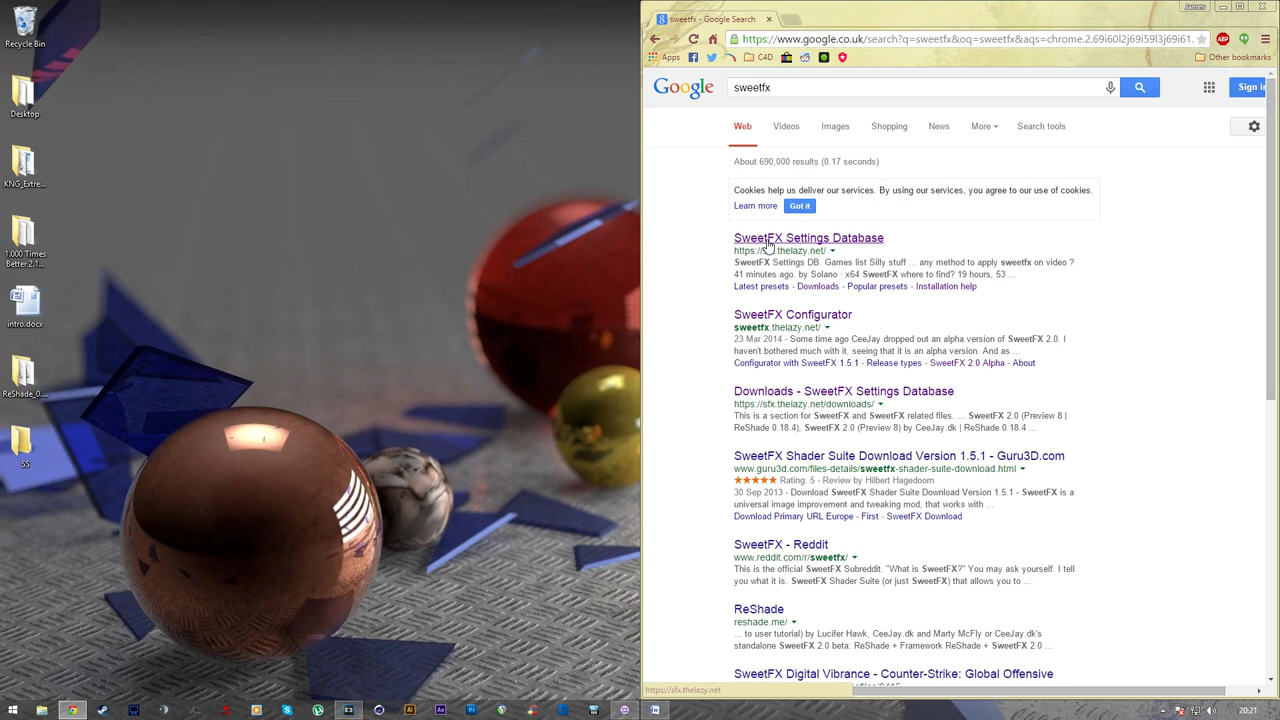 Recycle Bin
Desktop
KNG_Extre...
1.000 Times
Better 2.1...
intro.docx
ReShade_0....
SS
James
sweetfx - Google Search
https://www.google.co.uk/search?q=sweetfx&oq=sweetfx&aqs=chrome.2.69i60l2j69i59l3j69i61.
Apps
C4D
Other bookmarks
Google
sweetfx
Sign in
Web Videos Images Shopping News More Search tools
About 690,000 results (0.17 seconds)
Cookies help us deliver our services. By using our services, you agree to our use of cookies.
Learn more Got it
SweetFX Settings Database
https://sfx.thelazy.net/
SweetFX Settings DB. Games list Silly stuff ... any method to apply sweetfx on video ?
41 minutes ago. by Solano · x64 SweetFX where to find? 19 hours, 53 ...
Latest presets - Downloads - Popular presets - Installation help
SweetFX Configurator
sweetfx.thelazy.net/
23 Mar 2014 - Some time ago CeeJay dropped out an alpha version of SweetFX 2.0. I
haven't bothered much with it, seeing that it is an alpha version. And as ...
Configurator with SweetFX 1.5.1 - Release types - SweetFX 2.0 Alpha - About
Downloads - SweetFX Settings Database
https://sfx.thelazy.net/downloads/
This is a section for SweetFX and SweetFX related files. ... SweetFX 2.0 (Preview 8 |
ReShade 0.18.4), SweetFX 2.0 (Preview 8) by CeeJay.dk | ReShade 0.18.4 ...
SweetFX Shader Suite Download Version 1.5.1 - Guru3D.com
www.guru3d.com/files-details/sweetfx-shader-suite-download.html
Rating: 5 - Review by Hilbert Hagedoorn
30 Sep 2013 - Download SweetFX Shader Suite Download Version 1.5.1 - SweetFX is a
universal image improvement and tweaking mod, that works with ...
Download Primary URL Europe - First - SweetFX Download
SweetFX - Reddit
www.reddit.com/r/sweetfx/
This is the official SweetFX Subreddit. "What is SweetFX?" You may ask yourself. I tell
you what it is. SweetFX Shader Suite (or just SweetFX) that allows you to ...
ReShade
reshade.me/
... to user tutorial) by Lucifer Hawk, CeeJay.dk and Marty McFly or CeeJay.dk's
standalone SweetFX 2.0 beta: ReShade + Framework ReShade + SweetFX 2.0 ...
SweetFX Digital Vibrance - Counter-Strike: Global Offensive
https://sfx.thelazy.net
20:21